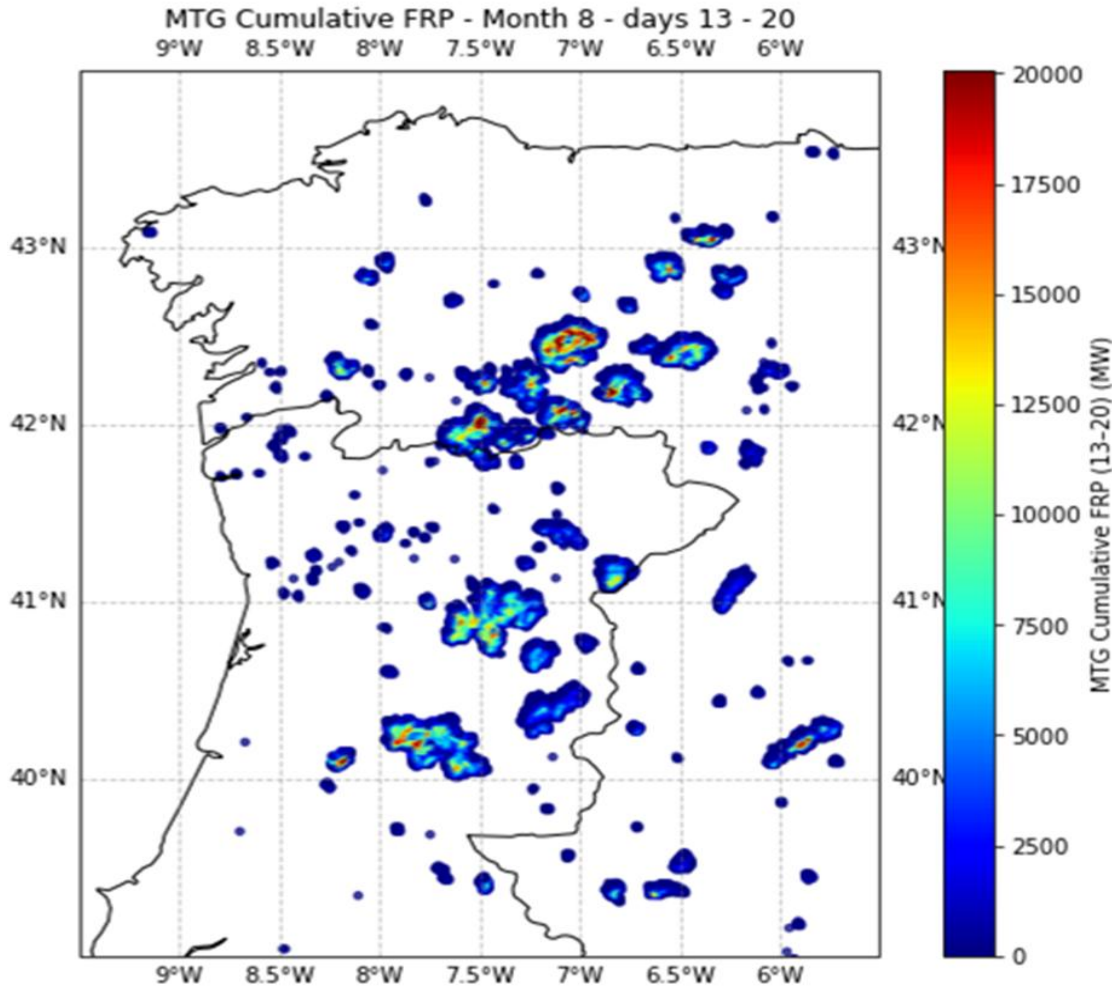 MTG Cumulative FRP - Month 8 - days 13 - 20
9°W 8.5°W 8°W 7.5°W 7°W 6.5°W 6°W
20000
17500
43°N 43°N
15000
12500
42°N 42°N
10000
41°N 41°N
7500
5000
40°N 40°N
2500
0
MTG Cumulative FRP (13-20) (MW)
9°W 8.5°W 8°W 7.5°W 7°W 6.5°W 6°W